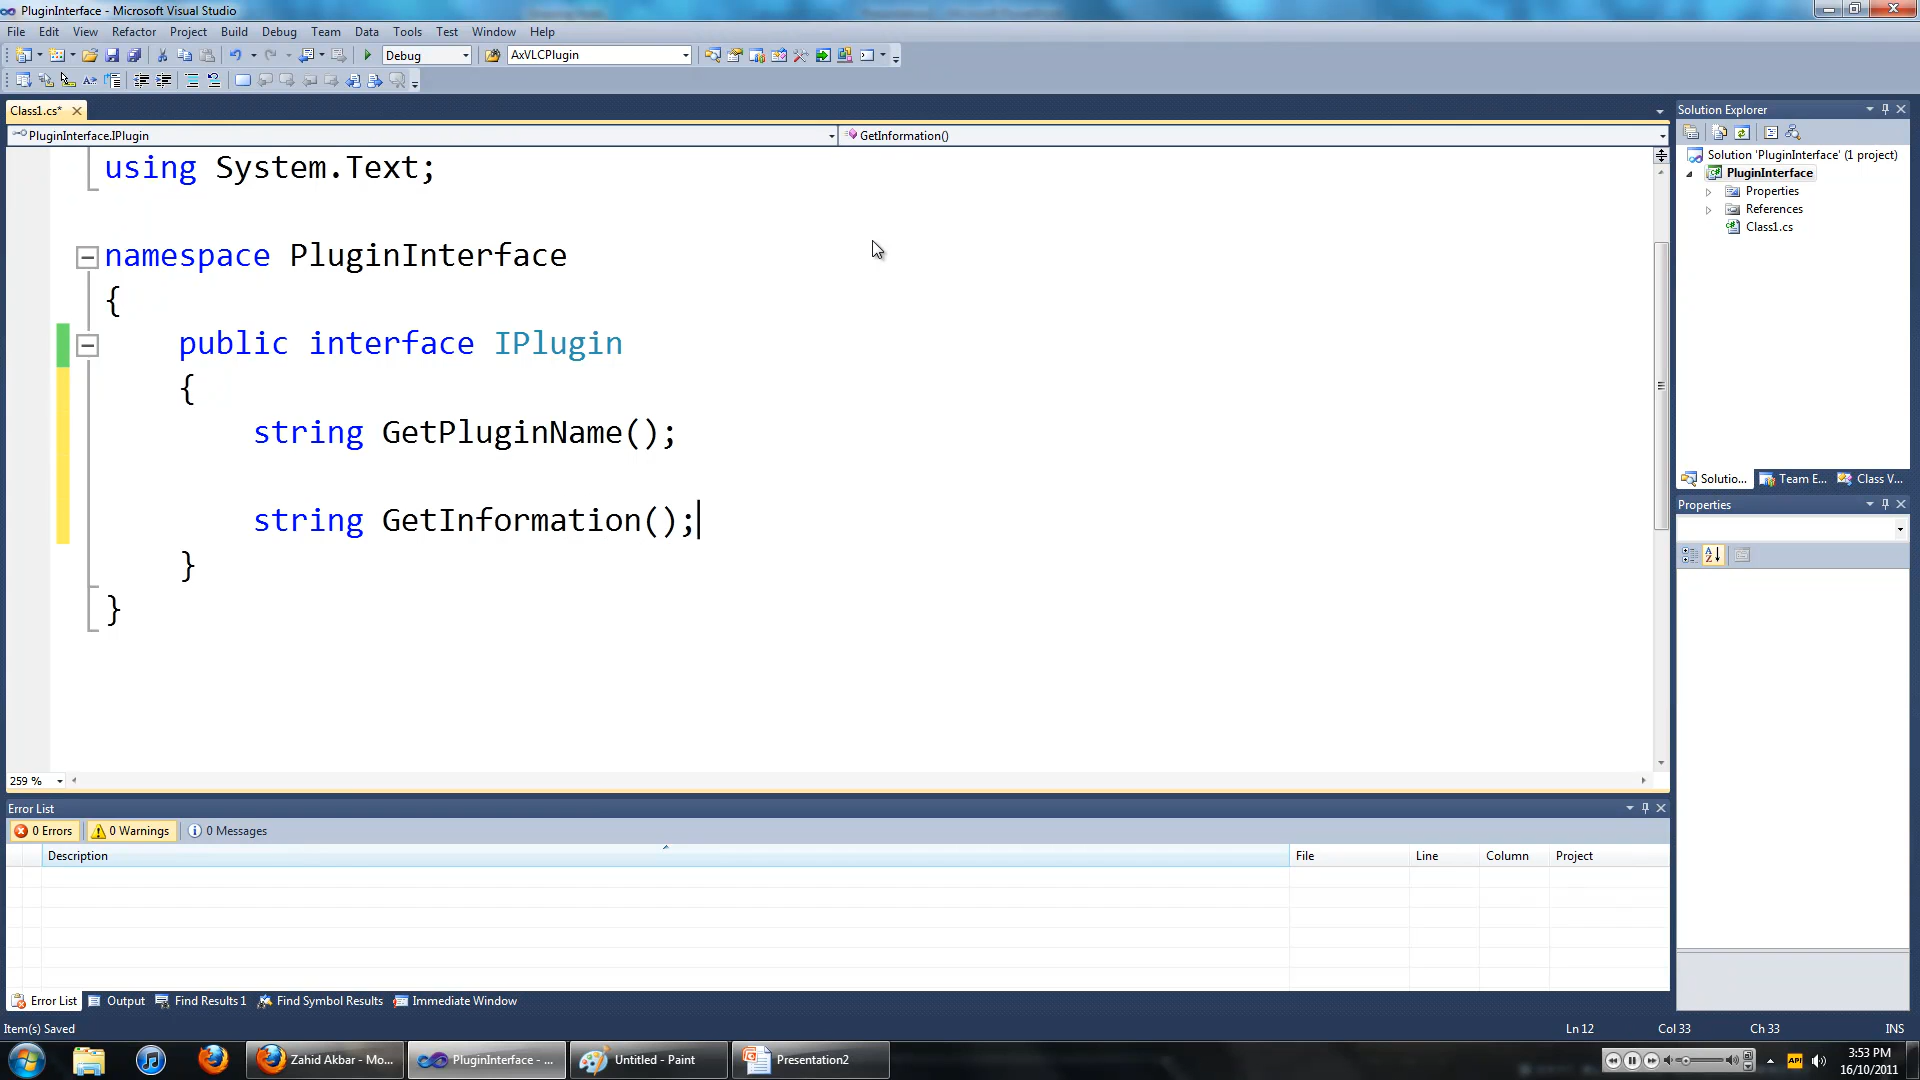 PluginInterface - Microsoft Visual Studio
File Edit View Refactor Project Build Debug Team Data Tools Test Window Help
Debug AxVLCPlugin
Class1.cs*
PluginInterface.IPlugin GetInformation()
using System.Text;
namespace PluginInterface
{
public interface IPlugin
{
string GetPluginName();
string GetInformation();
}
}
259 %
Solution Explorer
Solution 'PluginInterface' (1 project)
PluginInterface
Properties
References
Class1.cs
Solutio... Team E... Class V...
Properties
Error List
0 Errors 0 Warnings 0 Messages
Description File Line Column Project
Error List Output Find Results 1 Find Symbol Results Immediate Window
Item(s) Saved Ln 12 Col 33 Ch 33 INS
Zahid Akbar - Mo... PluginInterface - ... Untitled - Paint Presentation2
API
3:53 PM
16/10/2011